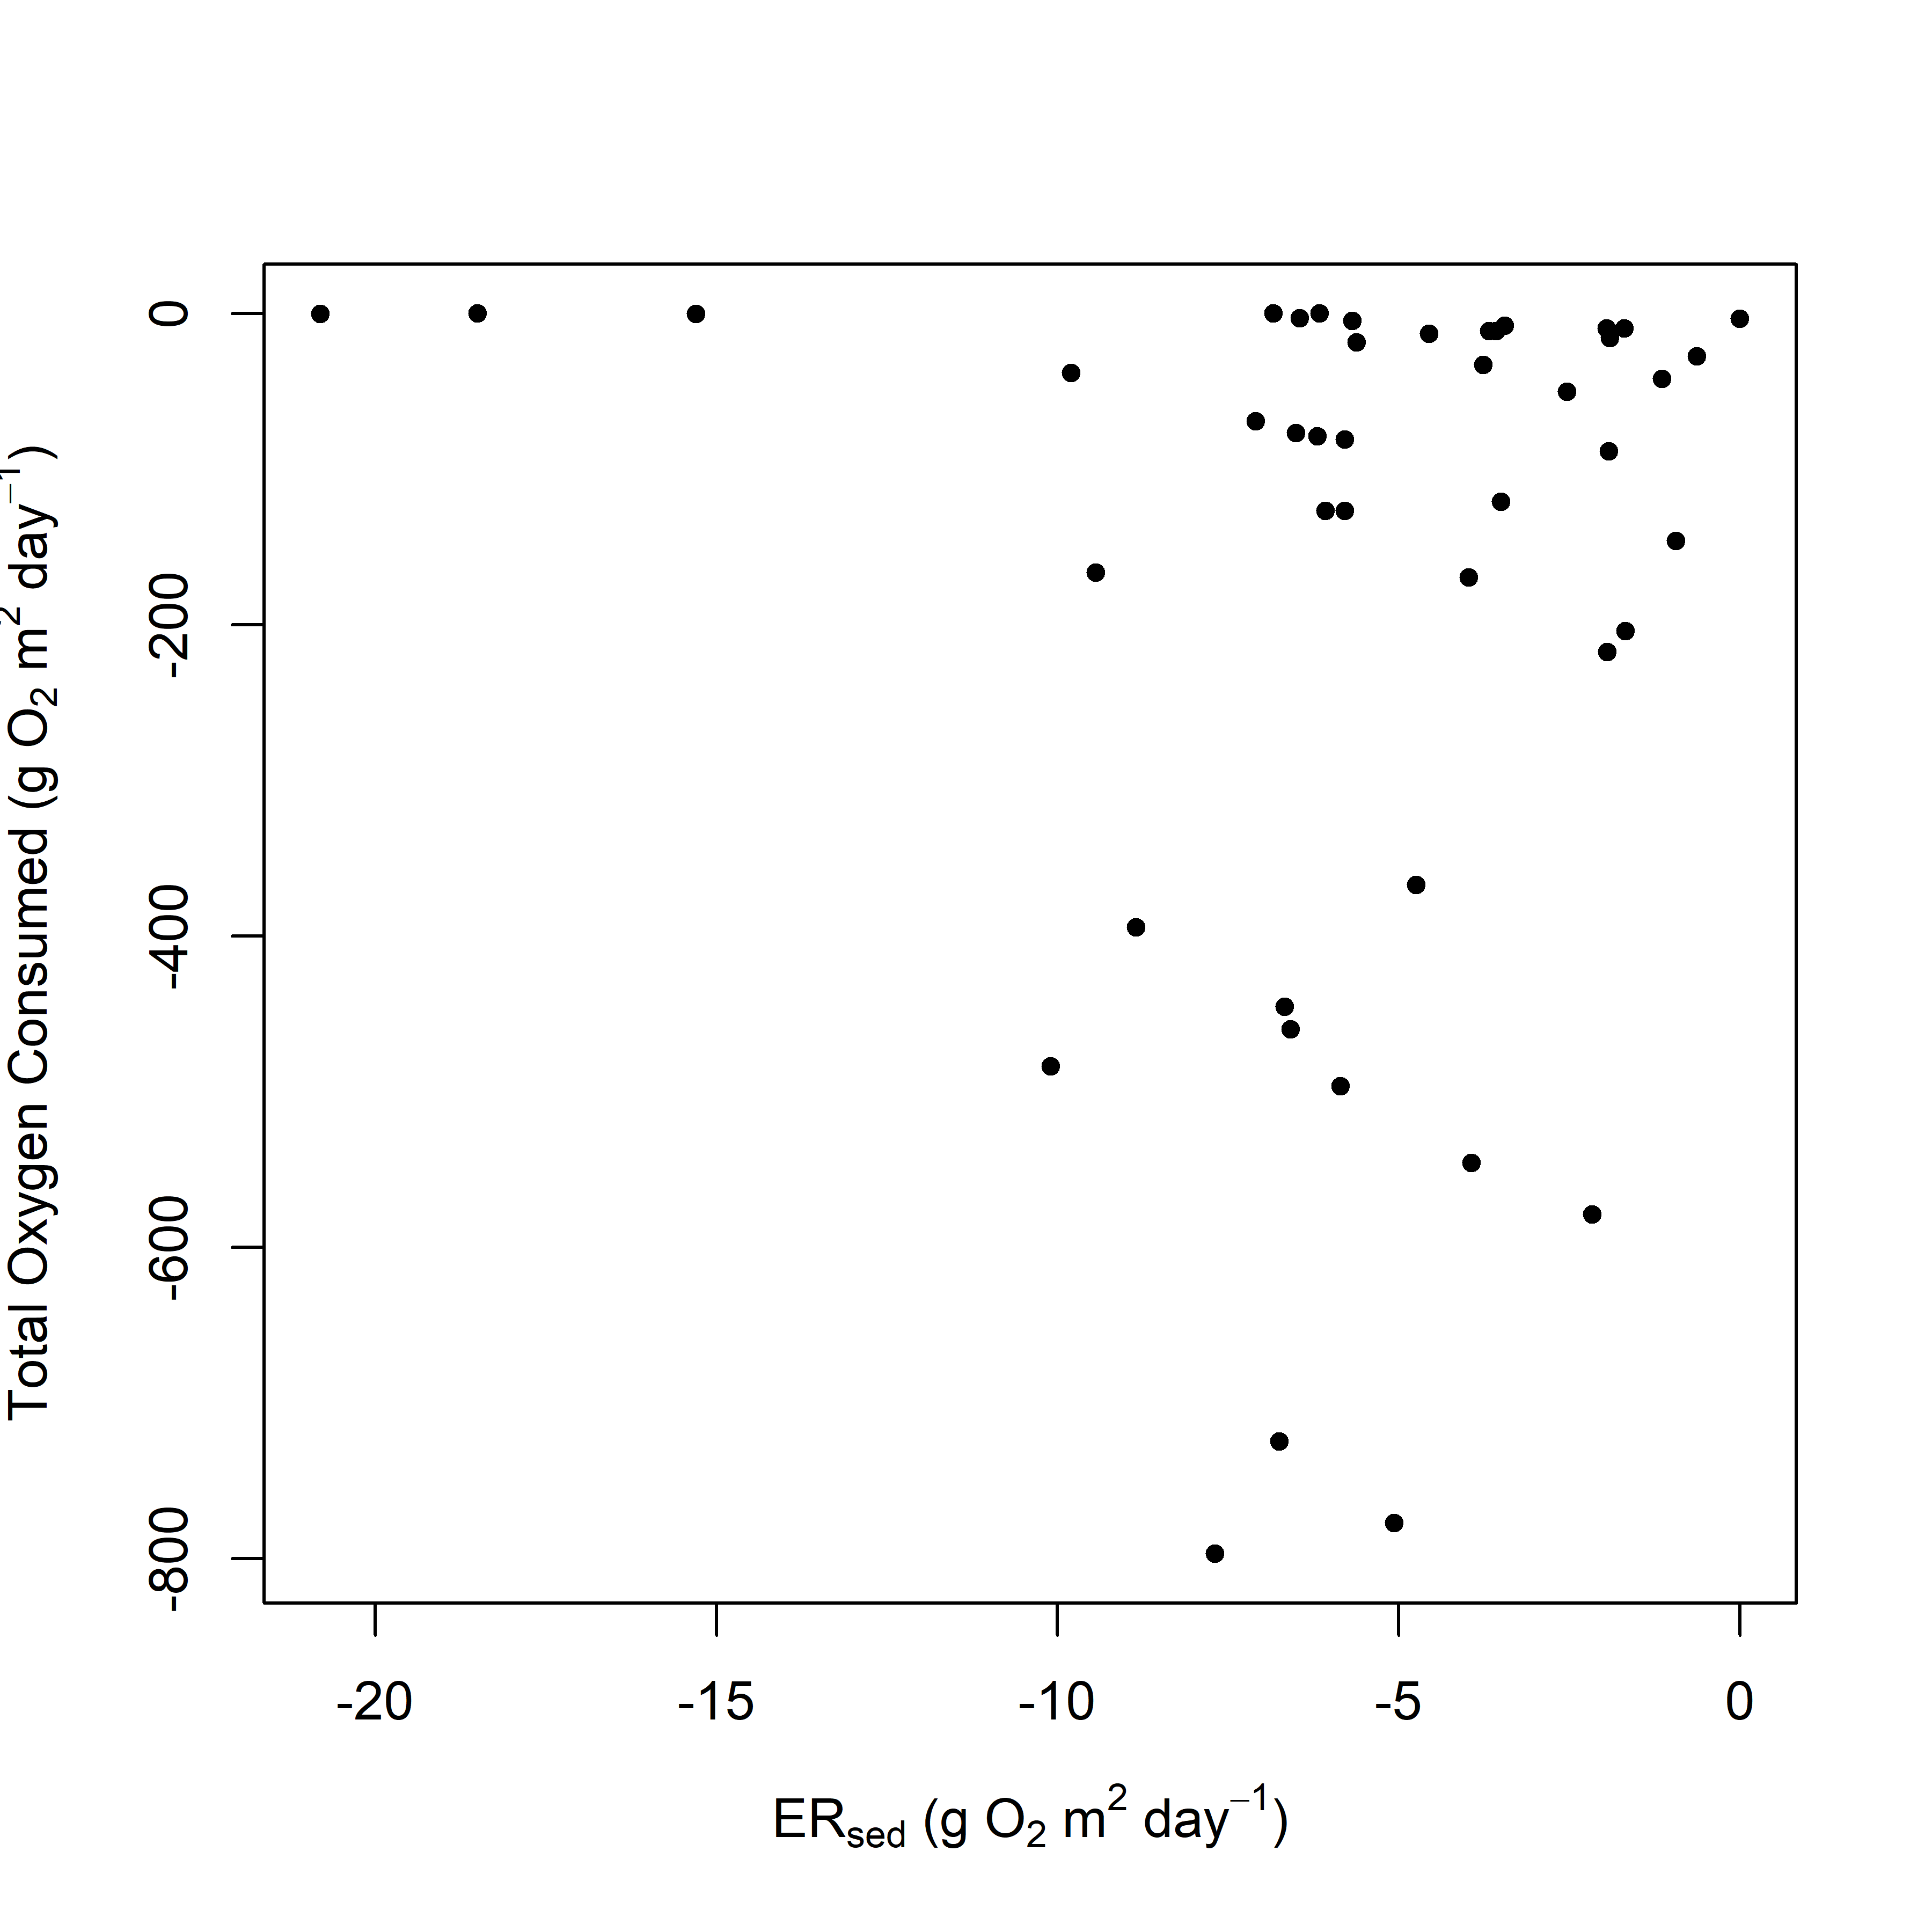 Total Oxygen Consumed (g O₂ m² day⁻¹)
0
-200
-400
-600
-800
-20 -15 -10 -5 0
ERsed (g O₂ m² day⁻¹)